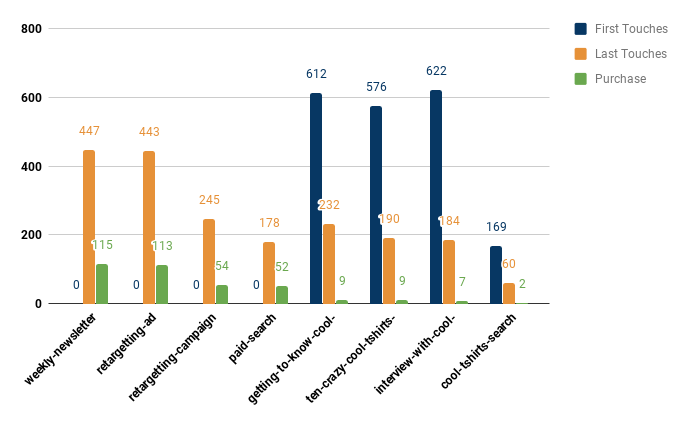 800
600
400
200
0
First Touches
Last Touches
Purchase
0
447
115
0
443
113
0
245
54
0
178
52
612
232
9
576
190
9
622
184
7
169
60
2
weekly-newsletter
retargetting-ad
retargetting-campaign
paid-search
getting-to-know-cool-
ten-crazy-cool-tshirts-
interview-with-cool-
cool-tshirts-search